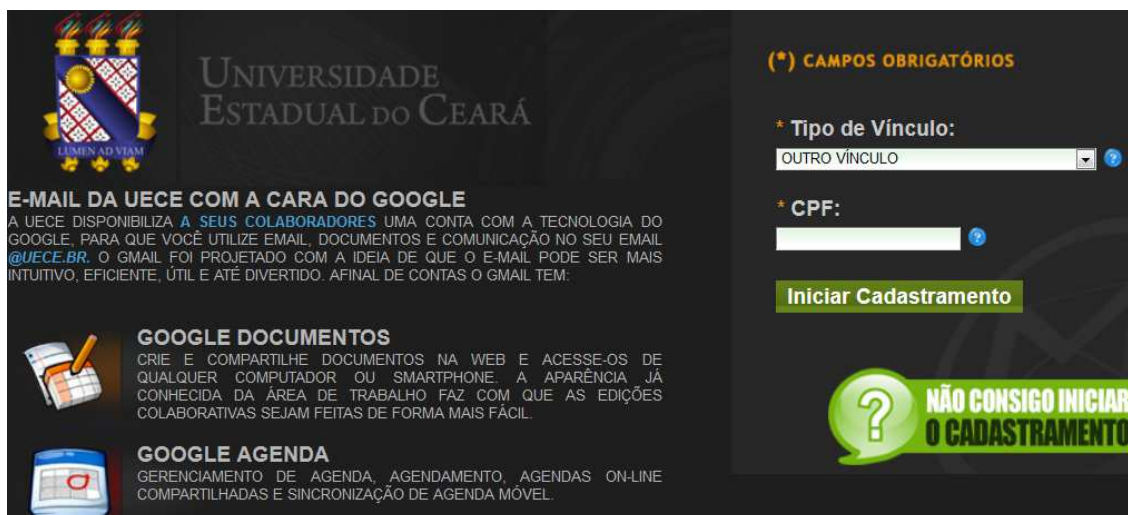 UNIVERSIDADE
ESTADUAL DO CEARÁ
LUMEN AD VIAM
E-MAIL DA UECE COM A CARA DO GOOGLE
A UECE DISPONIBILIZA A SEUS COLABORADORES UMA CONTA COM A TECNOLOGIA DO
GOOGLE, PARA QUE VOCÊ UTILIZE EMAIL, DOCUMENTOS E COMUNICAÇÃO NO SEU EMAIL
@UECE.BR. O GMAIL FOI PROJETADO COM A IDEIA DE QUE O E-MAIL PODE SER MAIS
INTUITIVO, EFICIENTE, ÚTIL E ATÉ DIVERTIDO. AFINAL DE CONTAS O GMAIL TEM:
GOOGLE DOCUMENTOS
CRIE E COMPARTILHE DOCUMENTOS NA WEB E ACESSE-OS DE
QUALQUER COMPUTADOR OU SMARTPHONE. A APARÊNCIA JÁ
CONHECIDA DA ÁREA DE TRABALHO FAZ COM QUE AS EDIÇÕES
COLABORATIVAS SEJAM FEITAS DE FORMA MAIS FÁCIL.
GOOGLE AGENDA
GERENCIAMENTO DE AGENDA, AGENDAMENTO, AGENDAS ON-LINE
COMPARTILHADAS E SINCRONIZAÇÃO DE AGENDA MÓVEL.
(*) CAMPOS OBRIGATÓRIOS
* Tipo de Vínculo:
OUTRO VÍNCULO
?
* CPF:
?
Iniciar Cadastramento
?
NÃO CONSIGO INICIAR
O CADASTRAMENTO